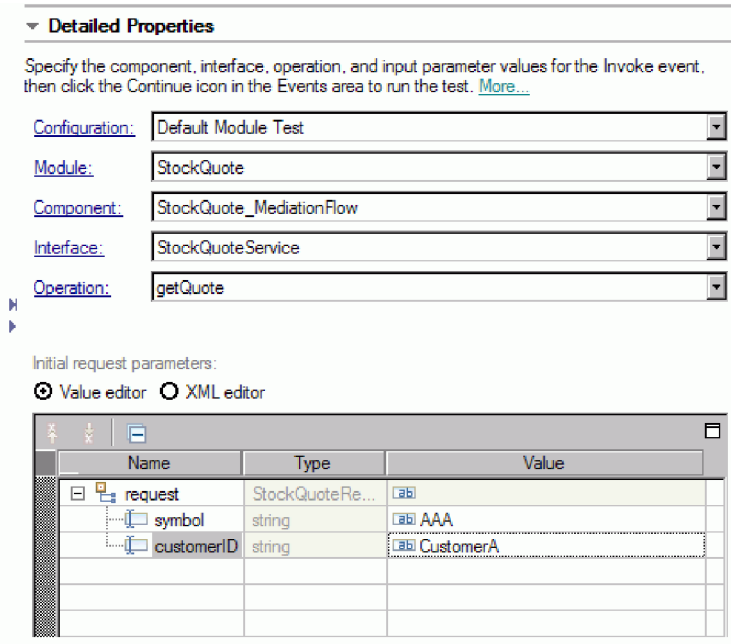 Detailed Properties
Specify the component, interface, operation, and input parameter values for the Invoke event,
then click the Continue icon in the Events area to run the test. More...
Configuration: Default Module Test
Module: StockQuote
Component: StockQuote_MediationFlow
Interface: StockQuoteService
Operation: getQuote
Initial request parameters:
Value editor XML editor
Name Type Value
request StockQuoteRe... ab
symbol string ab AAA
customerID string ab CustomerA